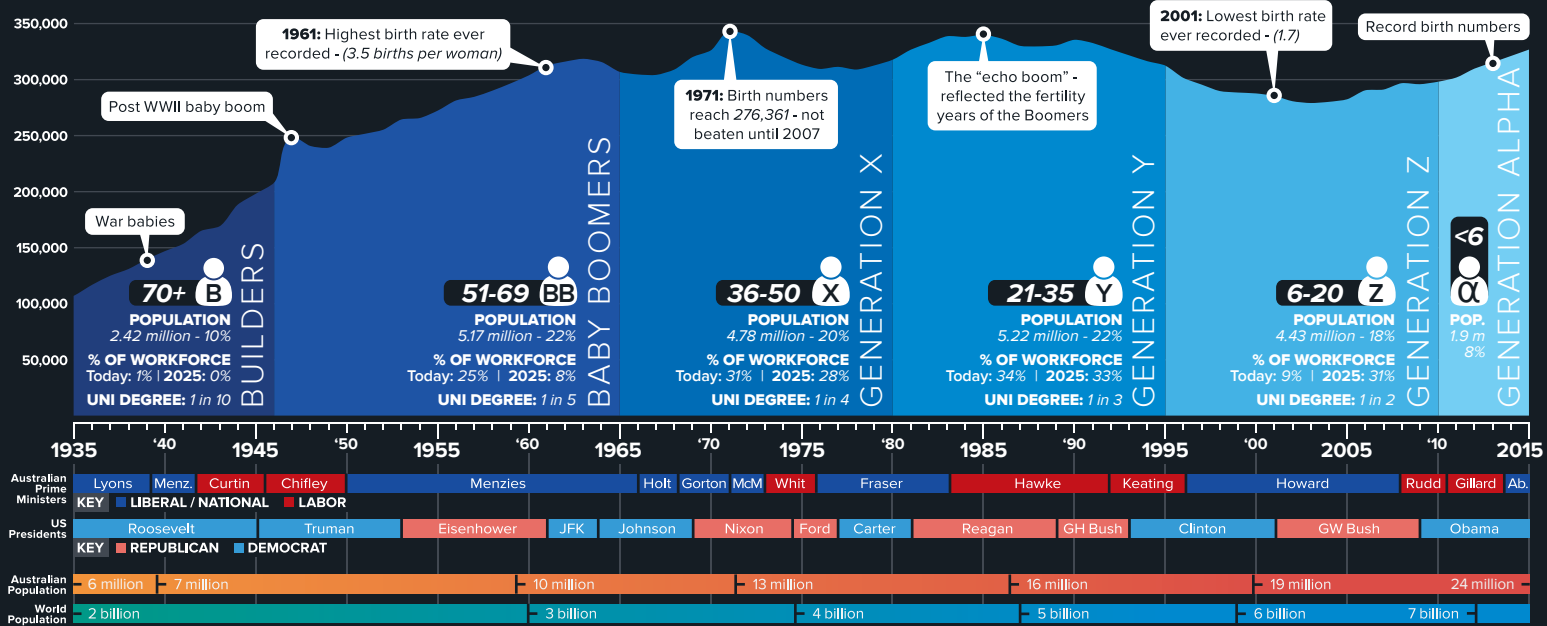 350,000
300,000
250,000
200,000
150,000
100,000
50,000
War babies
Post WWII baby boom
1961: Highest birth rate ever
recorded - (3.5 births per woman)
1971: Birth numbers
reach 276,361 - not
beaten until 2007
The “echo boom” -
reflected the fertility
years of the Boomers
2001: Lowest birth rate
ever recorded - (1.7)
Record birth numbers
70+ B
POPULATION
2.42 million - 10%
% OF WORKFORCE
Today: 1% | 2025: 0%
UNI DEGREE: 1 in 10
BUILDERS
51-69 BB
POPULATION
5.17 million - 22%
% OF WORKFORCE
Today: 25% | 2025: 8%
UNI DEGREE: 1 in 5
BABY BOOMERS
36-50 X
POPULATION
4.78 million - 20%
% OF WORKFORCE
Today: 31% | 2025: 28%
UNI DEGREE: 1 in 4
GENERATION X
21-35 Y
POPULATION
5.22 million - 22%
% OF WORKFORCE
Today: 34% | 2025: 33%
UNI DEGREE: 1 in 3
GENERATION Y
6-20 Z
POPULATION
4.43 million - 18%
% OF WORKFORCE
Today: 9% | 2025: 31%
UNI DEGREE: 1 in 2
GENERATION Z
<6
α
POP.
1.9 m
8%
GENERATION ALPHA
1935 ‘40 1945 ‘50 1955 ‘60 1965 ‘70 1975 ‘80 1985 ‘90 1995 ‘00 2005 ‘10 2015
Australian
Prime
Ministers
Lyons Menz. Curtin Chifley Menzies Holt Gorton McM Whit Fraser Hawke Keating Howard Rudd Gillard Ab.
KEY LIBERAL / NATIONAL LABOR
US
Presidents
Roosevelt Truman Eisenhower JFK Johnson Nixon Ford Carter Reagan GH Bush Clinton GW Bush Obama
KEY REPUBLICAN DEMOCRAT
Australian
Population
6 million 7 million 10 million 13 million 16 million 19 million 24 million
World
Population
2 billion 3 billion 4 billion 5 billion 6 billion 7 billion